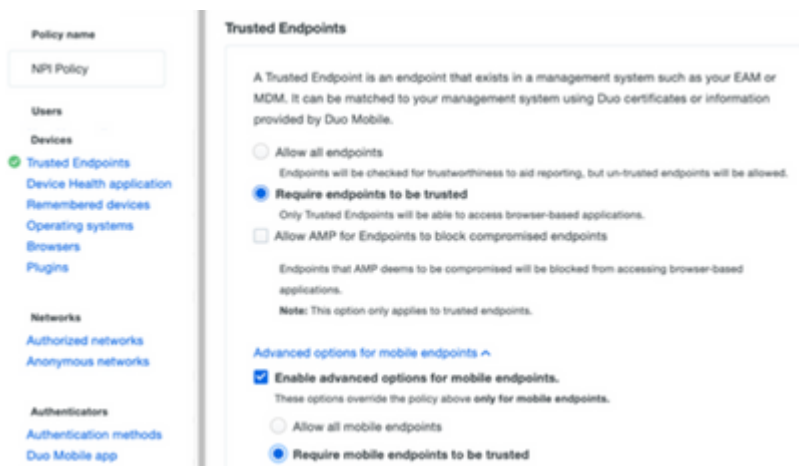 Policy name
NPI Policy
Users
Devices
Trusted Endpoints
Device Health application
Remembered devices
Operating systems
Browsers
Plugins
Networks
Authorized networks
Anonymous networks
Authenticators
Authentication methods
Duo Mobile app
Trusted Endpoints
A Trusted Endpoint is an endpoint that exists in a management system such as your EAM or
MDM. It can be matched to your management system using Duo certificates or information
provided by Duo Mobile.
Allow all endpoints
Endpoints will be checked for trustworthiness to aid reporting, but un-trusted endpoints will be allowed.
Require endpoints to be trusted
Only Trusted Endpoints will be able to access browser-based applications.
Allow AMP for Endpoints to block compromised endpoints
Endpoints that AMP deems to be compromised will be blocked from accessing browser-based
applications.
Note: This option only applies to trusted endpoints.
Advanced options for mobile endpoints
Enable advanced options for mobile endpoints.
These options override the policy above only for mobile endpoints.
Allow all mobile endpoints
Require mobile endpoints to be trusted